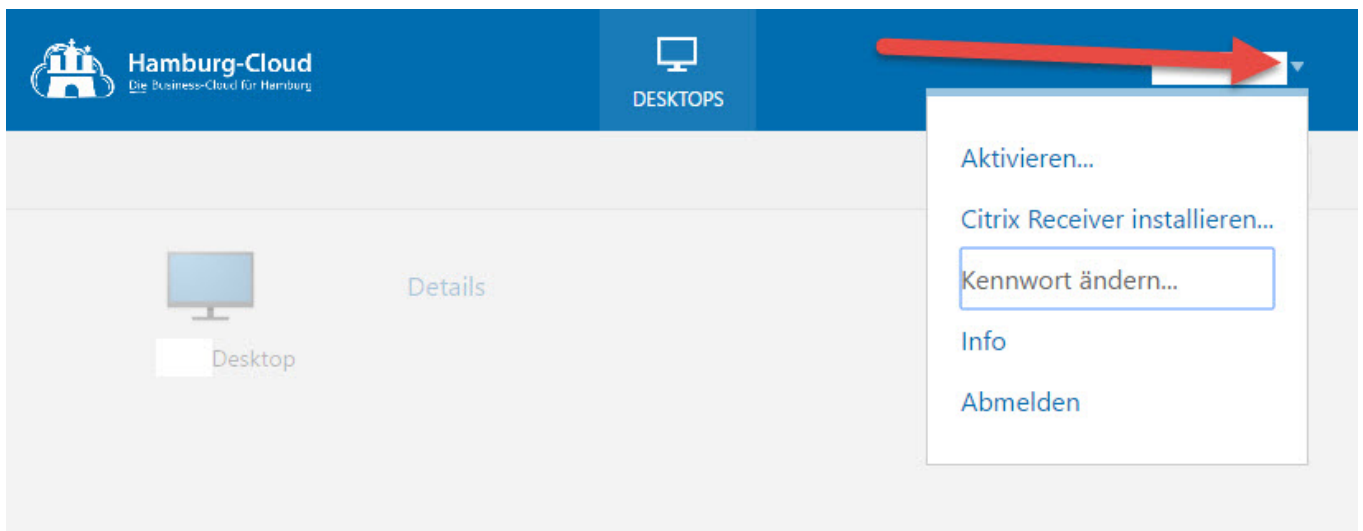 Hamburg-Cloud
Die Business-Cloud für Hamburg
DESKTOPS
Aktivieren...
Citrix Receiver installieren...
Kennwort ändern...
Info
Abmelden
Details
Desktop